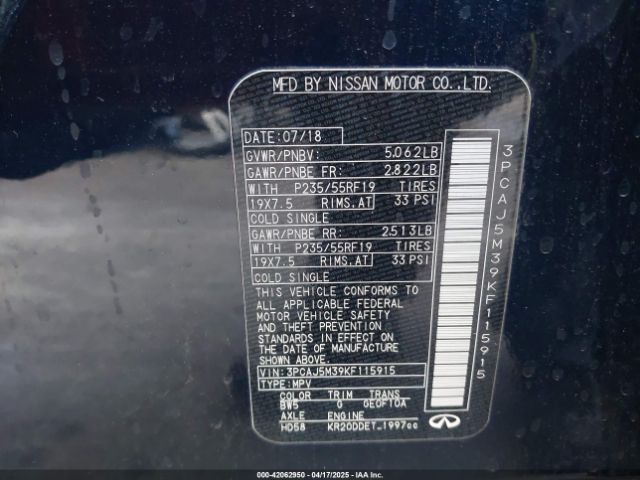 MFD BY NISSAN MOTOR CO.,LTD.
DATE: 07/18
GVWR/PNBV: 5,062LB
GAWR/PNBE FR: 2,822LB
WITH P235/55RF19 TIRES
19X7.5 RIMS,AT 33 PSI
COLD SINGLE
GAWR/PNBE RR: 2,513LB
WITH P235/55RF19 TIRES
19X7.5 RIMS,AT 33 PSI
COLD SINGLE
THIS VEHICLE CONFORMS TO
ALL APPLICABLE FEDERAL
MOTOR VEHICLE SAFETY
AND THEFT PREVENTION
STANDARDS IN EFFECT ON
THE DATE OF MANUFACTURE
SHOWN ABOVE.
VIN: 3PCAJ5M39KF115915
TYPE: MPV
COLOR TRIM TRANS
BW5 G GEOF10A
AXLE ENGINE
HD58 KR20DDET 1997cc
3PCAJ5M39KF115915
000-42062950 - 04/17/2025 - IAA Inc.